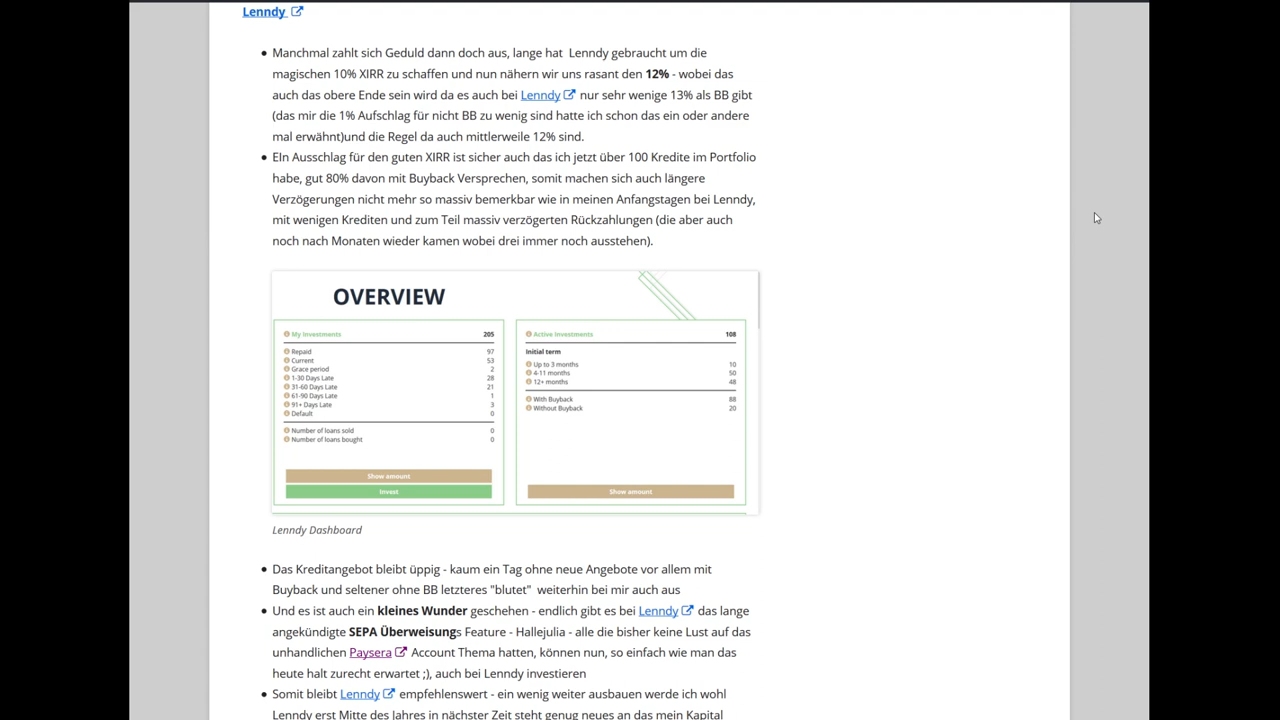 Lenndy
Manchmal zahlt sich Geduld dann doch aus, lange hat  Lenndy gebraucht um die
magischen 10% XIRR zu schaffen und nun nähern wir uns rasant den 12% - wobei das
auch das obere Ende sein wird da es auch bei Lenndy nur sehr wenige 13% als BB gibt
(das mir die 1% Aufschlag für nicht BB zu wenig sind hatte ich schon das ein oder andere
mal erwähnt)und die Regel da auch mittlerweile 12% sind.
EIn Ausschlag für den guten XIRR ist sicher auch das ich jetzt über 100 Kredite im Portfolio
habe, gut 80% davon mit Buyback Versprechen, somit machen sich auch längere
Verzögerungen nicht mehr so massiv bemerkbar wie in meinen Anfangstagen bei Lenndy,
mit wenigen Krediten und zum Teil massiv verzögerten Rückzahlungen (die aber auch
noch nach Monaten wieder kamen wobei drei immer noch ausstehen).
OVERVIEW
My Investments 205
Repaid 97
Current 53
Grace period 2
1-30 Days Late 28
31-60 Days Late 21
61-90 Days Late 1
91+ Days Late 3
Default 0
Number of loans sold 0
Number of loans bought 0
Show amount
Invest
Active Investments 108
Initial term
Up to 3 months 10
4-11 months 50
12+ months 48
With Buyback 88
Without Buyback 20
Show amount
Lenndy Dashboard
Das Kreditangebot bleibt üppig - kaum ein Tag ohne neue Angebote vor allem mit
Buyback und seltener ohne BB letzteres "blutet"  weiterhin bei mir auch aus
Und es ist auch ein kleines Wunder geschehen - endlich gibt es bei Lenndy das lange
angekündigte SEPA Überweisungs Feature - Hallejulia - alle die bisher keine Lust auf das
unhandlichen Paysera Account Thema hatten, können nun, so einfach wie man das
heute halt zurecht erwartet ;), auch bei Lenndy investieren
Somit bleibt Lenndy empfehlenswert - ein wenig weiter ausbauen werde ich wohl
Lenndy erst Mitte des Jahres in nächster Zeit steht genug neues an das mein Kapital